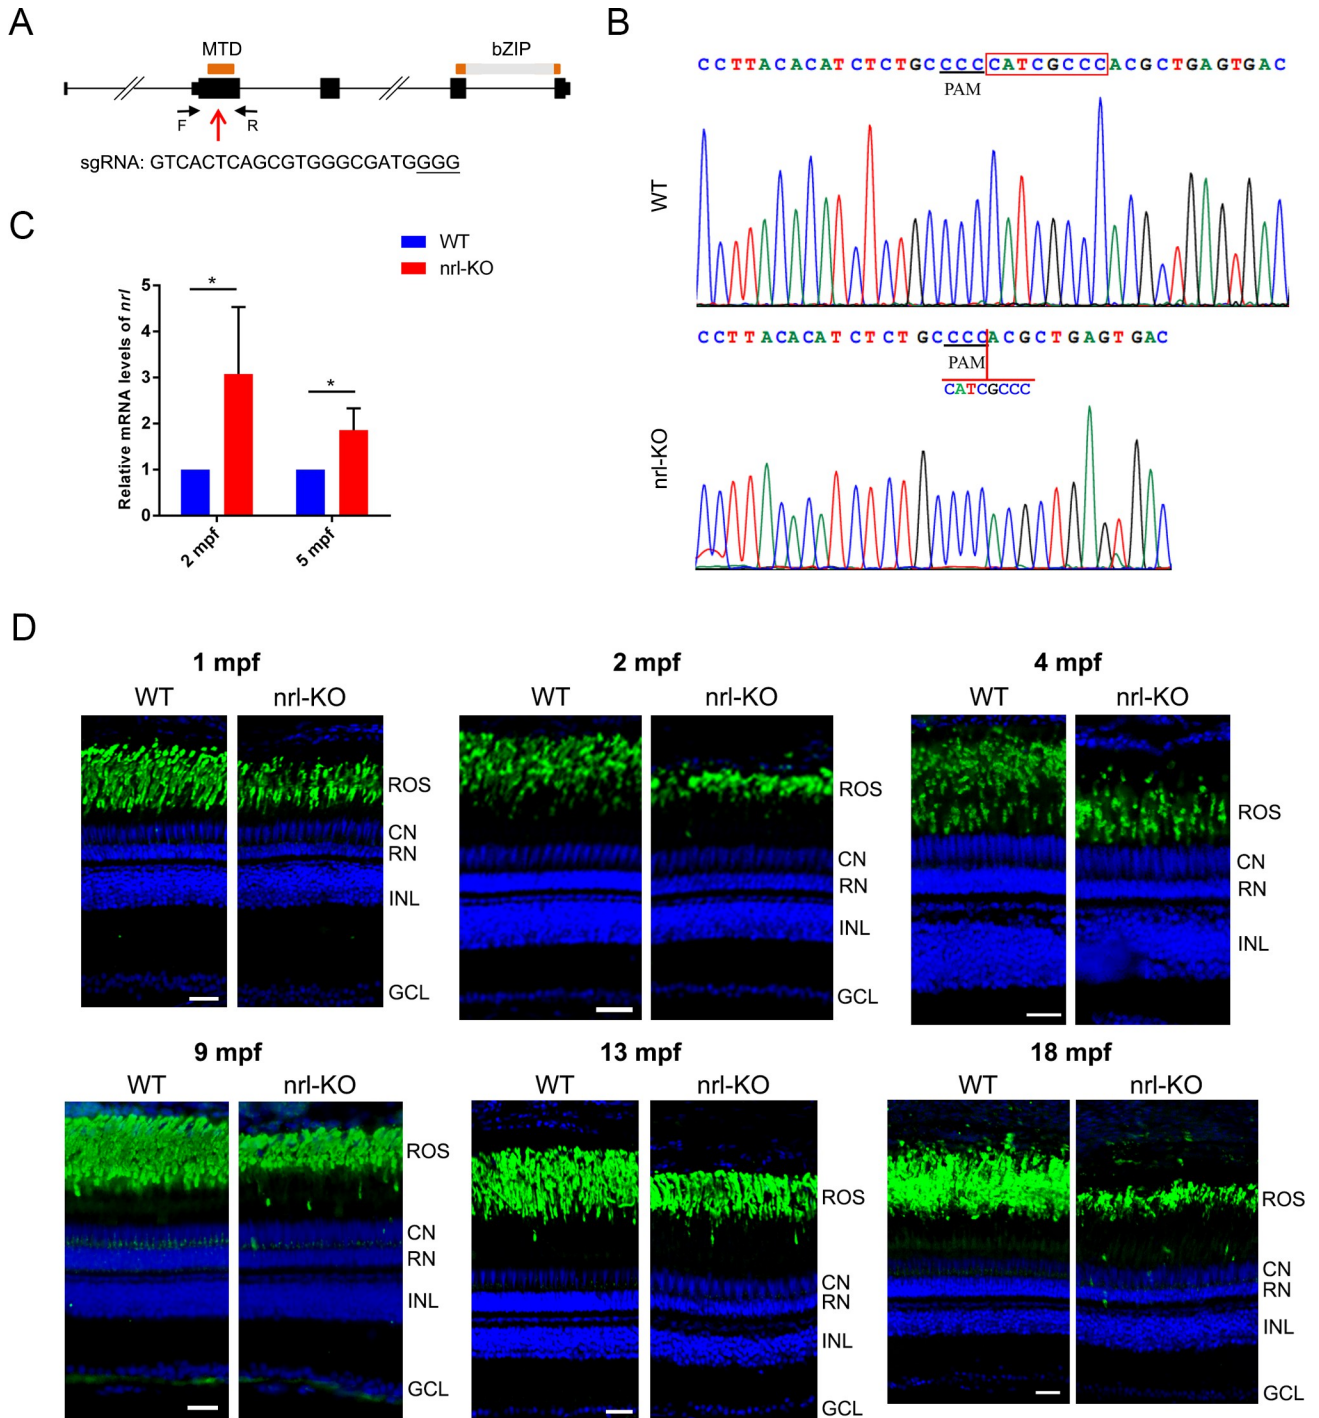 A
MTD
bZIP
F
R
sgRNA: GTCACTCAGCGTGGGCGATGGGG
B
CCTTACACATCTCTGCCCCCATCGCCCACGCTGAGTGAC
PAM
WT
CCTTACACATCTCTGCCCCACGCTGAGTGAC
PAM
CATCGCCC
nrl-KO
C
WT
nrl-KO
Relative mRNA levels of nrl
5
4
3
2
1
0
*
*
2 mpf
5 mpf
D
1 mpf
WT
nrl-KO
ROS
CN
RN
INL
GCL
2 mpf
WT
nrl-KO
ROS
CN
RN
INL
GCL
4 mpf
WT
nrl-KO
ROS
CN
RN
INL
9 mpf
WT
nrl-KO
ROS
CN
RN
INL
GCL
13 mpf
WT
nrl-KO
ROS
CN
RN
INL
GCL
18 mpf
WT
nrl-KO
ROS
CN
RN
INL
GCL